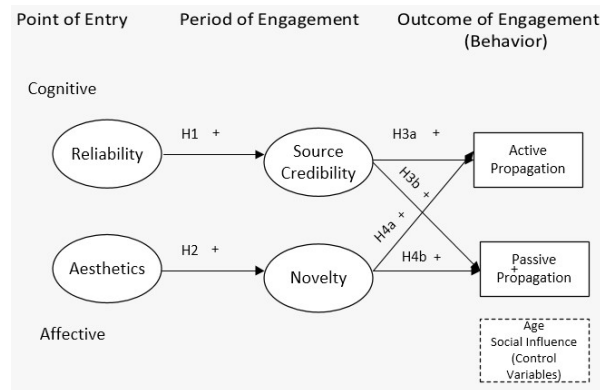 Point of Entry
Period of Engagement
Outcome of Engagement
(Behavior)
Cognitive
H1 +
H3a +
Reliability
Source
Credibility
Active
Propagation
H3b +
H4a +
H2 +
H4b +
Aesthetics
Novelty
Passive
+
Propagation
Affective
Age
Social Influence
(Control
Variables)